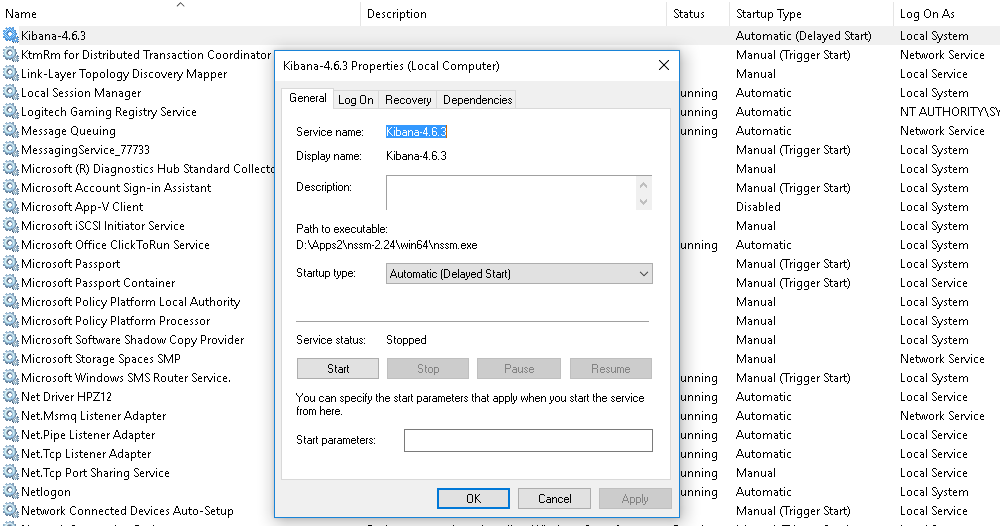 Name Description Status Startup Type Log On As
Kibana-4.6.3 Automatic (Delayed Start) Local System
KtmRm for Distributed Transaction Coordinator Manual (Trigger Start) Network Service
Link-Layer Topology Discovery Mapper Manual Local Service
Local Session Manager unning Automatic Local System
Logitech Gaming Registry Service unning Automatic NT AUTHORITY\SY
Message Queuing unning Automatic Network Service
MessagingService_77733 Manual (Trigger Start) Local System
Microsoft (R) Diagnostics Hub Standard Collecto Manual Local System
Microsoft Account Sign-in Assistant Manual (Trigger Start) Local System
Microsoft App-V Client Disabled Local System
Microsoft iSCSI Initiator Service Manual Local System
Microsoft Office ClickToRun Service unning Automatic Local System
Microsoft Passport Manual (Trigger Start) Local System
Microsoft Passport Container Manual (Trigger Start) Local Service
Microsoft Policy Platform Local Authority Manual Local System
Microsoft Policy Platform Processor Manual Local System
Microsoft Software Shadow Copy Provider Manual Local System
Microsoft Storage Spaces SMP Manual Network Service
Microsoft Windows SMS Router Service. unning Manual (Trigger Start) Local System
Net Driver HPZ12 unning Automatic Local Service
Net.Msmq Listener Adapter unning Automatic Network Service
Net.Pipe Listener Adapter unning Automatic Local Service
Net.Tcp Listener Adapter unning Automatic Local Service
Net.Tcp Port Sharing Service unning Manual Local Service
Netlogon unning Automatic Local System
Network Connected Devices Auto-Setup Manual (Trigger Start) Local Service
Kibana-4.6.3 Properties (Local Computer)
General Log On Recovery Dependencies
Service name: Kibana-4.6.3
Display name: Kibana-4.6.3
Description:
Path to executable:
D:\Apps2\nssm-2.24\win64\nssm.exe
Startup type: Automatic (Delayed Start)
Service status: Stopped
Start Stop Pause Resume
You can specify the start parameters that apply when you start the service
from here.
Start parameters:
OK Cancel Apply